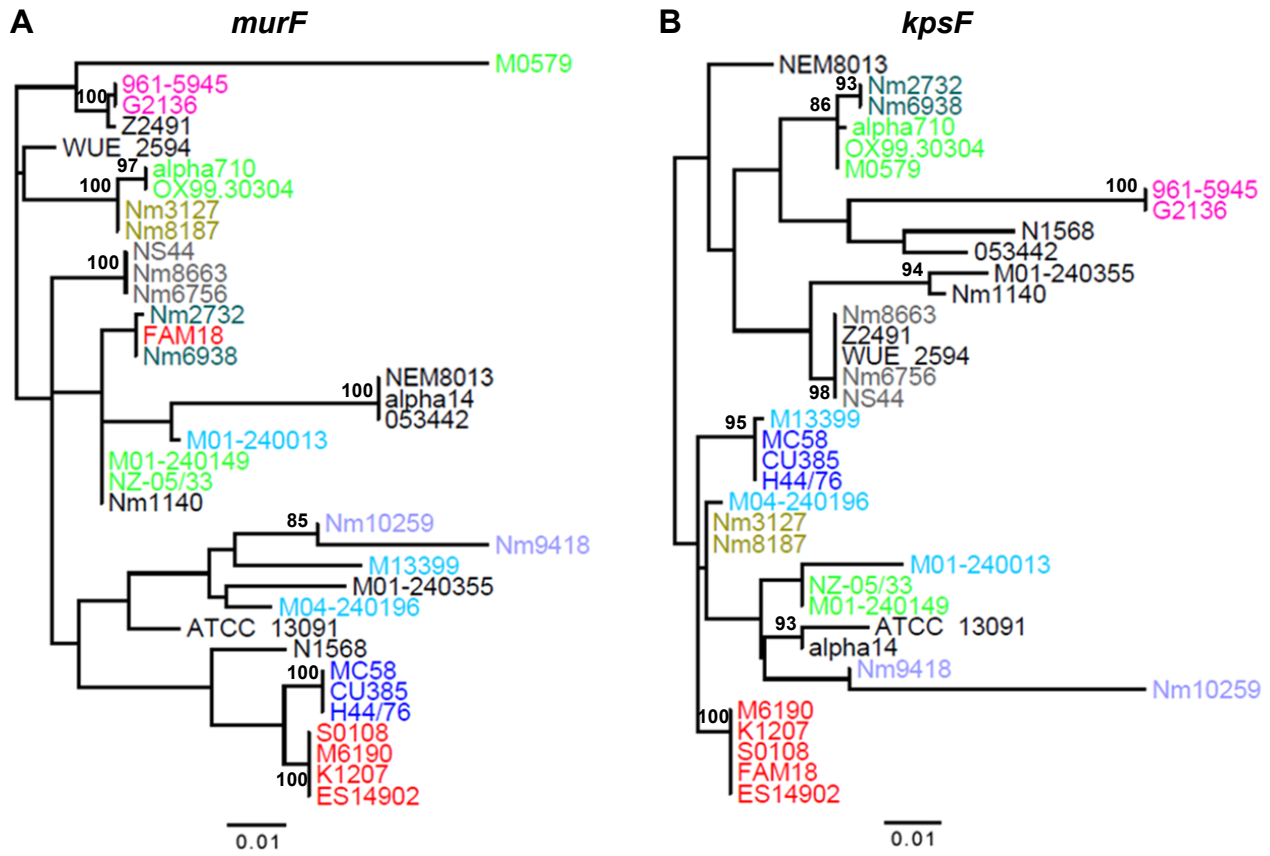 A murF
M0579
100 961-5945
G2136
Z2491
WUE 2594
97 alpha710
100 OX99.30304
Nm3127
Nm8187
NS44
100 Nm8663
Nm6756
Nm2732
FAM18
Nm6938
NEM8013
100 alpha14
053442
M01-240013
M01-240149
NZ-05/33
Nm1140
85 Nm10259
Nm9418
M13399
M01-240355
M04-240196
ATCC 13091
N1568
100 MC58
CU385
H44/76
S0108
M6190
100 K1207
ES14902
0.01
B kpsF
NEM8013
93 Nm2732
86 Nm6938
alpha710
OX99.30304
M0579
100 961-5945
G2136
N1568
053442
94 M01-240355
Nm1140
Nm8663
Z2491
WUE 2594
Nm6756
98 NS44
95 M13399
MC58
CU385
H44/76
M04-240196
Nm3127
Nm8187
M01-240013
NZ-05/33
M01-240149
93 ATCC 13091
alpha14
Nm9418
Nm10259
100 M6190
K1207
S0108
FAM18
ES14902
0.01